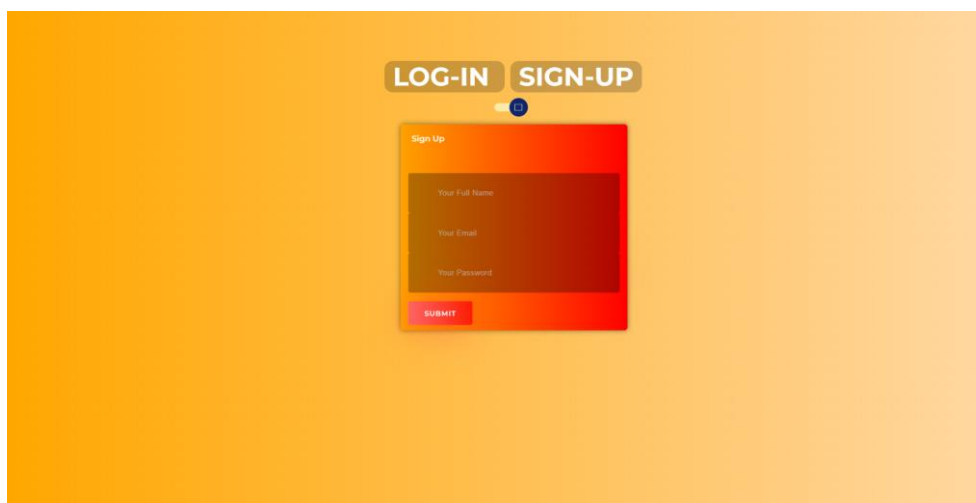 LOG-IN SIGN-UP
Sign Up
Your Full Name
Your Email
Your Password
SUBMIT